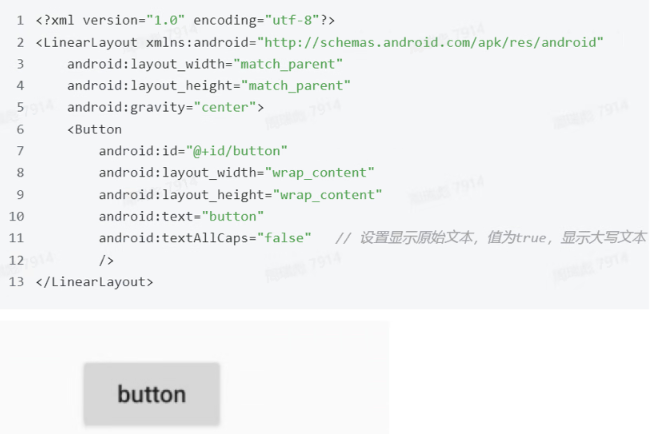 1 <?xml version="1.0" encoding="utf-8"?>
2 <LinearLayout xmlns:android="http://schemas.android.com/apk/res/android"
3 android:layout_width="match_parent"
4 android:layout_height="match_parent"
5 android:gravity="center">
6 <Button
7 android:id="@+id/button"
8 android:layout_width="wrap_content"
9 android:layout_height="wrap_content"
10 android:text="button"
11 android:textAllCaps="false" // 设置显示原始文本, 值为true, 显示大写文本
12 />
13 </LinearLayout>
button